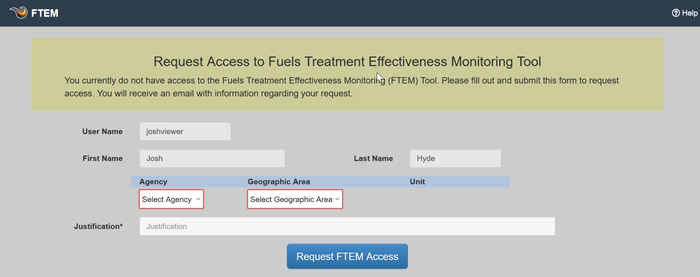 FTEM
Help
Request Access to Fuels Treatment Effectiveness Monitoring Tool
You currently do not have access to the Fuels Treatment Effectiveness Monitoring (FTEM) Tool. Please fill out and submit this form to request
access. You will receive an email with information regarding your request.
User Name joshviewer
First Name Josh Last Name Hyde
Agency Geographic Area Unit
Select Agency Select Geographic Area
Justification* Justification
Request FTEM Access